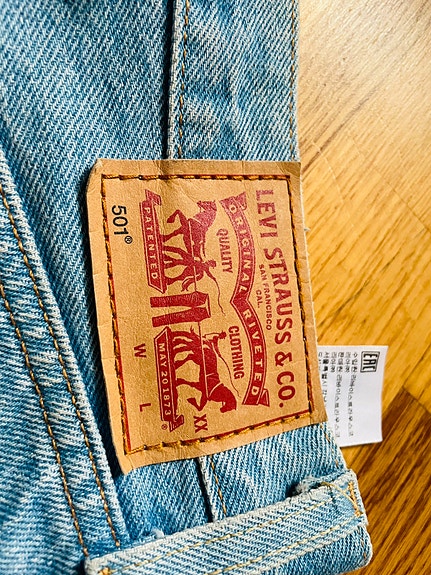 LEVI STRAUSS & CO.
SAN FRANCISCO
CAL.
ORIGINAL RIVETED
QUALITY CLOTHING
PATENTED MAY 20 1873
XX
501® W L
EAC